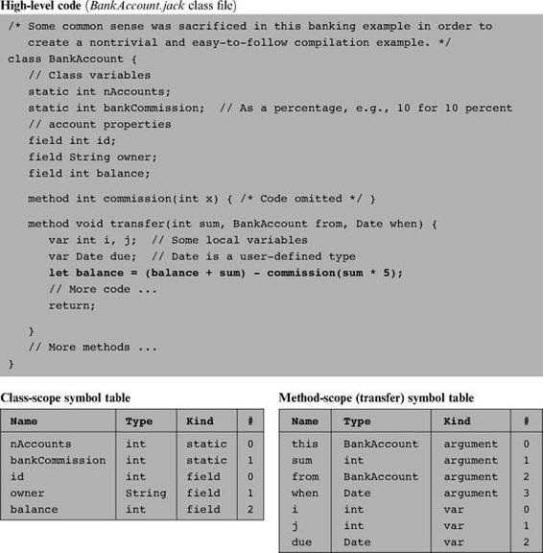 High-level code (BankAccount.jack class file)
/* Some common sense was sacrificed in this banking example in order to
create a nontrivial and easy-to-follow compilation example. */
class BankAccount {
// Class variables
static int nAccounts;
static int bankCommission; // As a percentage, e.g., 10 for 10 percent
// account properties
field int id;
field String owner;
field int balance;
method int commission(int x) { /* Code omitted */ }
method void transfer(int sum, BankAccount from, Date when) {
var int i, j; // Some local variables
var Date due; // Date is a user-defined type
let balance = (balance + sum) - commission(sum * 5);
// More code ...
return;
}
// More methods ...
}
Class-scope symbol table
Name Type Kind #
nAccounts int static 0
bankCommission int static 1
id int field 0
owner String field 1
balance int field 2
Method-scope (transfer) symbol table
Name Type Kind #
this BankAccount argument 0
sum int argument 1
from BankAccount argument 2
when Date argument 3
i int var 0
j int var 1
due Date var 2